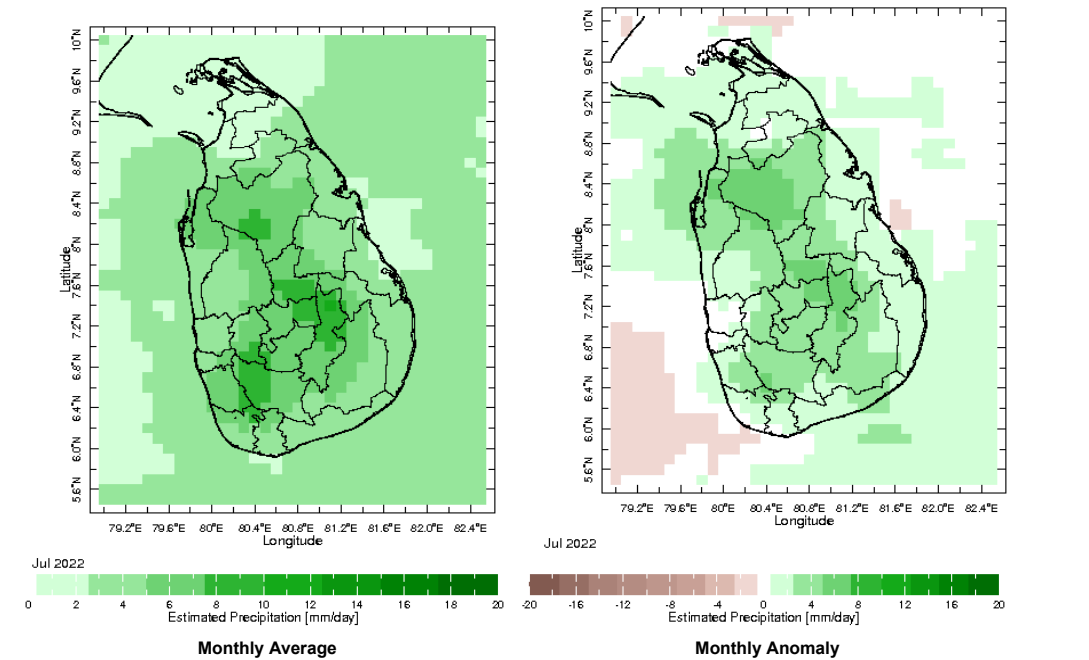 10°N
9.6°N
9.2°N
8.8°N
8.4°N
8°N
7.6°N
7.2°N
6.8°N
6.4°N
6.0°N
5.6°N
Latitude
79.2°E 79.6°E 80°E 80.4°E 80.8°E 81.2°E 81.6°E 82.0°E 82.4°E
Longitude
Jul 2022
0 2 4 6 8 10 12 14 16 18 20
Estimated Precipitation [mm/day]
Monthly Average
10°N
9.6°N
9.2°N
8.8°N
8.4°N
8°N
7.6°N
7.2°N
6.8°N
6.4°N
6.0°N
5.6°N
Latitude
79.2°E 79.6°E 80°E 80.4°E 80.8°E 81.2°E 81.6°E 82.0°E 82.4°E
Longitude
Jul 2022
-20 -16 -12 -8 -4 0 4 8 12 16 20
Estimated Precipitation [mm/day]
Monthly Anomaly